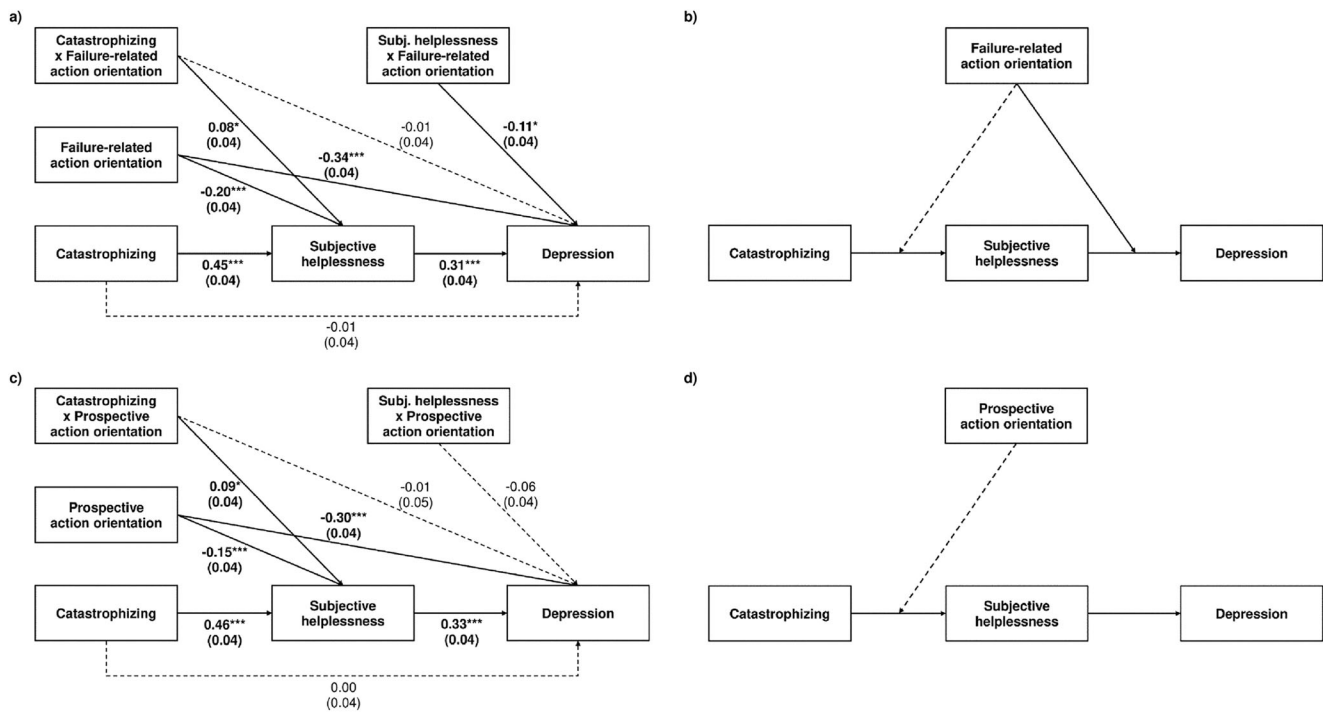 a)
Catastrophizing
x Failure-related
action orientation
Subj. helplessness
x Failure-related
action orientation
Failure-related
action orientation
0.08*
(0.04)
-0.01
(0.04)
-0.11*
(0.04)
-0.34***
(0.04)
-0.20***
(0.04)
Catastrophizing
Subjective
helplessness
Depression
0.45***
(0.04)
0.31***
(0.04)
-0.01
(0.04)
b)
Failure-related
action orientation
Catastrophizing
Subjective
helplessness
Depression
c)
Catastrophizing
x Prospective
action orientation
Subj. helplessness
x Prospective
action orientation
Prospective
action orientation
0.09*
(0.04)
-0.01
(0.05)
-0.06
(0.04)
-0.30***
(0.04)
-0.15***
(0.04)
Catastrophizing
Subjective
helplessness
Depression
0.46***
(0.04)
0.33***
(0.04)
0.00
(0.04)
d)
Prospective
action orientation
Catastrophizing
Subjective
helplessness
Depression